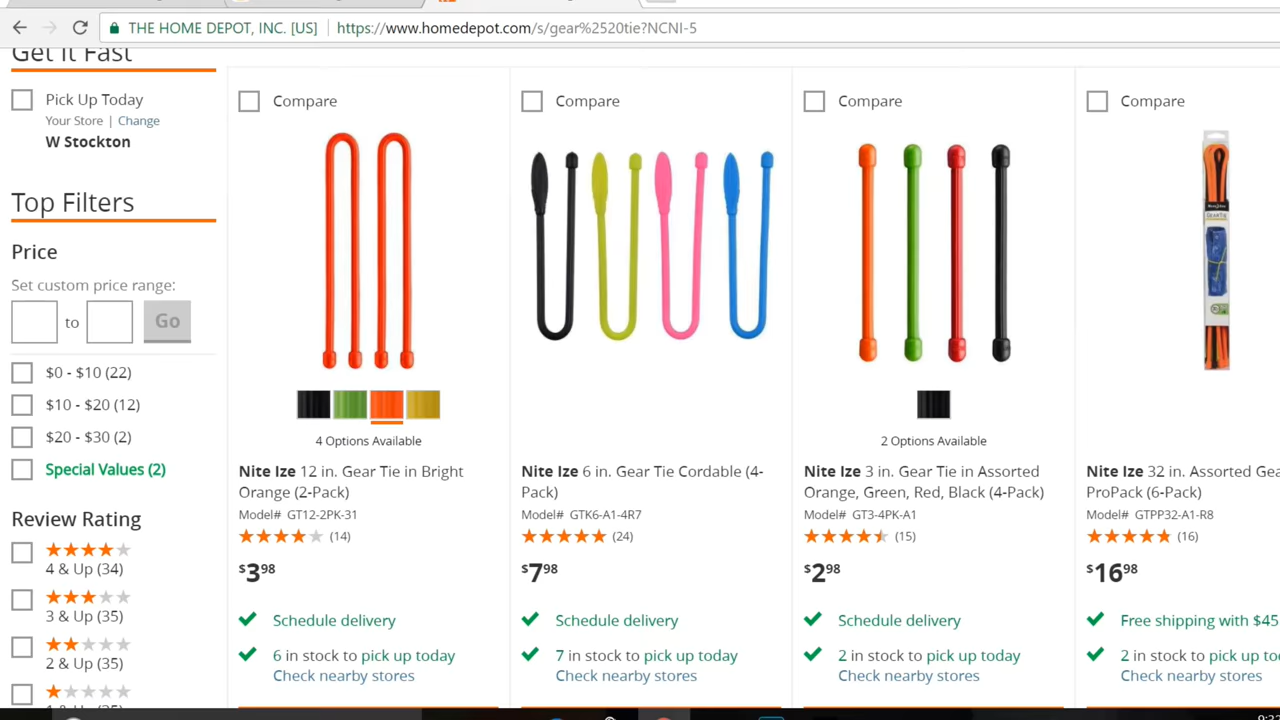 THE HOME DEPOT, INC. [US] https://www.homedepot.com/s/gear%2520tie?NCNI-5
Get It Fast
Pick Up Today
Your Store | Change
W Stockton
Top Filters
Price
Set custom price range:
to Go
$0 - $10 (22)
$10 - $20 (12)
$20 - $30 (2)
Special Values (2)
Review Rating
4 & Up (34)
3 & Up (35)
2 & Up (35)
Compare
4 Options Available
Nite Ize 12 in. Gear Tie in Bright
Orange (2-Pack)
Model# GT12-2PK-31
(14)
$3 98
Schedule delivery
6 in stock to pick up today
Check nearby stores
Compare
Nite Ize 6 in. Gear Tie Cordable (4-
Pack)
Model# GTK6-A1-4R7
(24)
$7 98
Schedule delivery
7 in stock to pick up today
Check nearby stores
Compare
2 Options Available
Nite Ize 3 in. Gear Tie in Assorted
Orange, Green, Red, Black (4-Pack)
Model# GT3-4PK-A1
(15)
$2 98
Schedule delivery
2 in stock to pick up today
Check nearby stores
Compare
Nite Ize 32 in. Assorted Gea
ProPack (6-Pack)
Model# GTPP32-A1-R8
(16)
$16 98
Free shipping with $45
2 in stock to pick up to
Check nearby stores